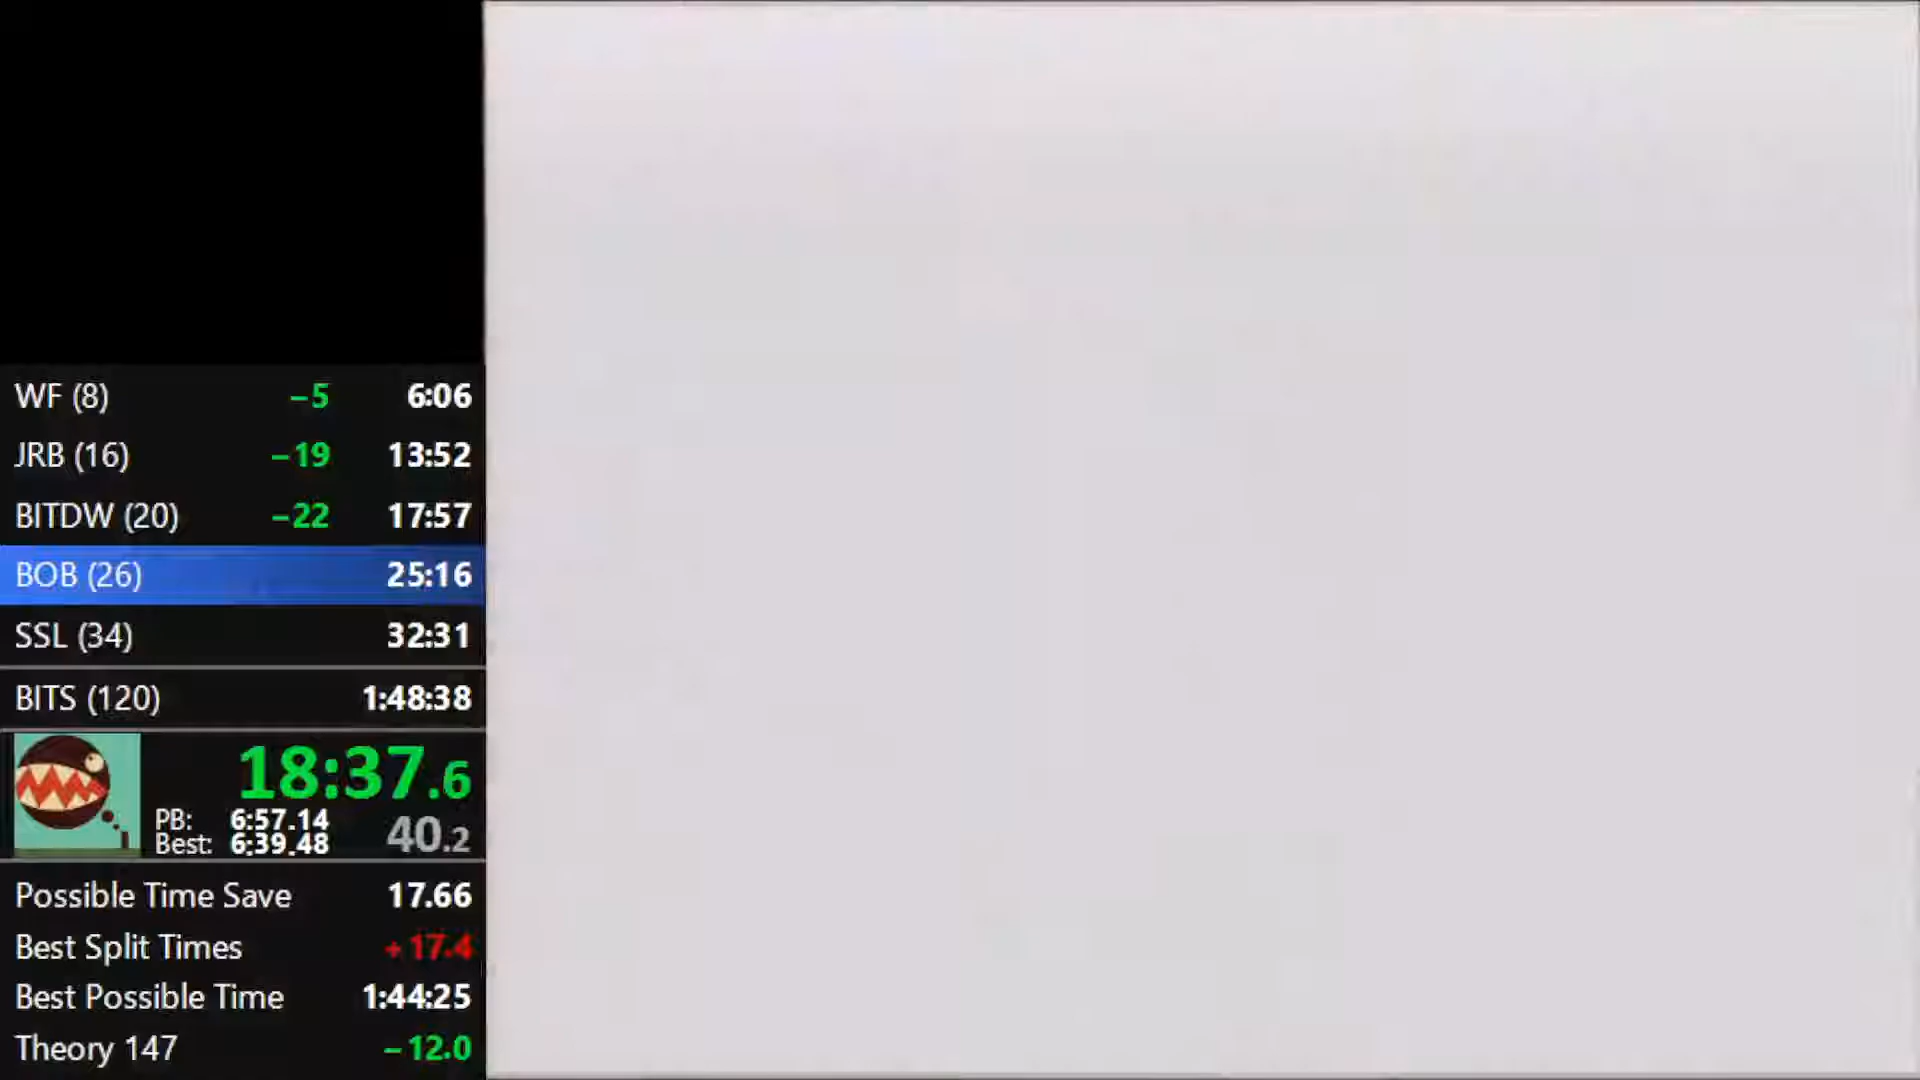 WF (8) −5 6:06
JRB (16) −19 13:52
BITDW (20) −22 17:57
BOB (26) 25:16
SSL (34) 32:31
BITS (120) 1:48:38
18:37.6
PB: 6:57.14
Best: 6:39.48 40.2
Possible Time Save 17.66
Best Split Times +17.4
Best Possible Time 1:44:25
Theory 147 −12.0